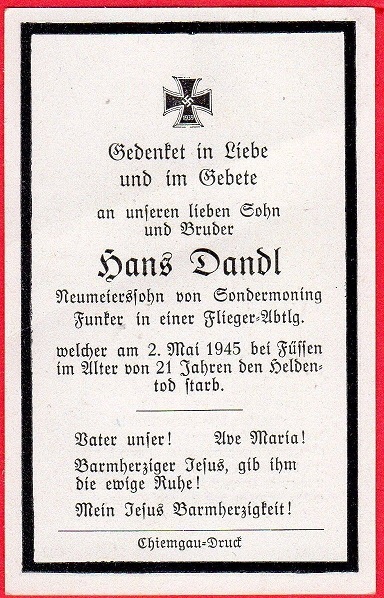 1939
Gedenket in Liebe
und im Gebete
an unseren lieben Sohn
und Bruder
Hans Dandl
Neumeierssohn von Sondermoning
Funker in einer Flieger-Abtlg.
welcher am 2. Mai 1945 bei Füssen
im Alter von 21 Jahren den Helden-
tod starb.
Vater unser! Ave Maria!
Barmherziger Jesus, gib ihm
die ewige Ruhe!
Mein Jesus Barmherzigkeit!
Chiemgau-Druck